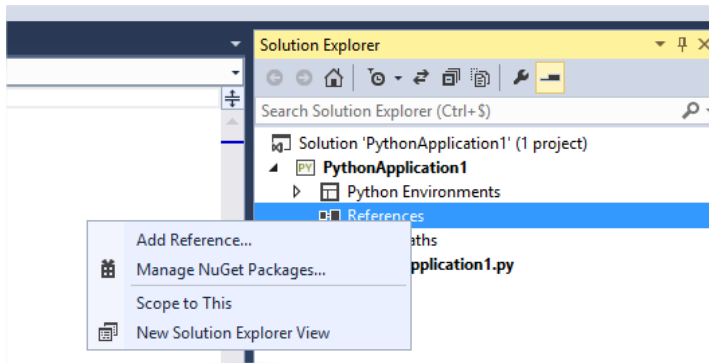 Solution Explorer
Search Solution Explorer (Ctrl+$)
Solution 'PythonApplication1' (1 project)
PY PythonApplication1
Python Environments
References
Add Reference...
aths
Manage NuGet Packages...
pplication1.py
Scope to This
New Solution Explorer View